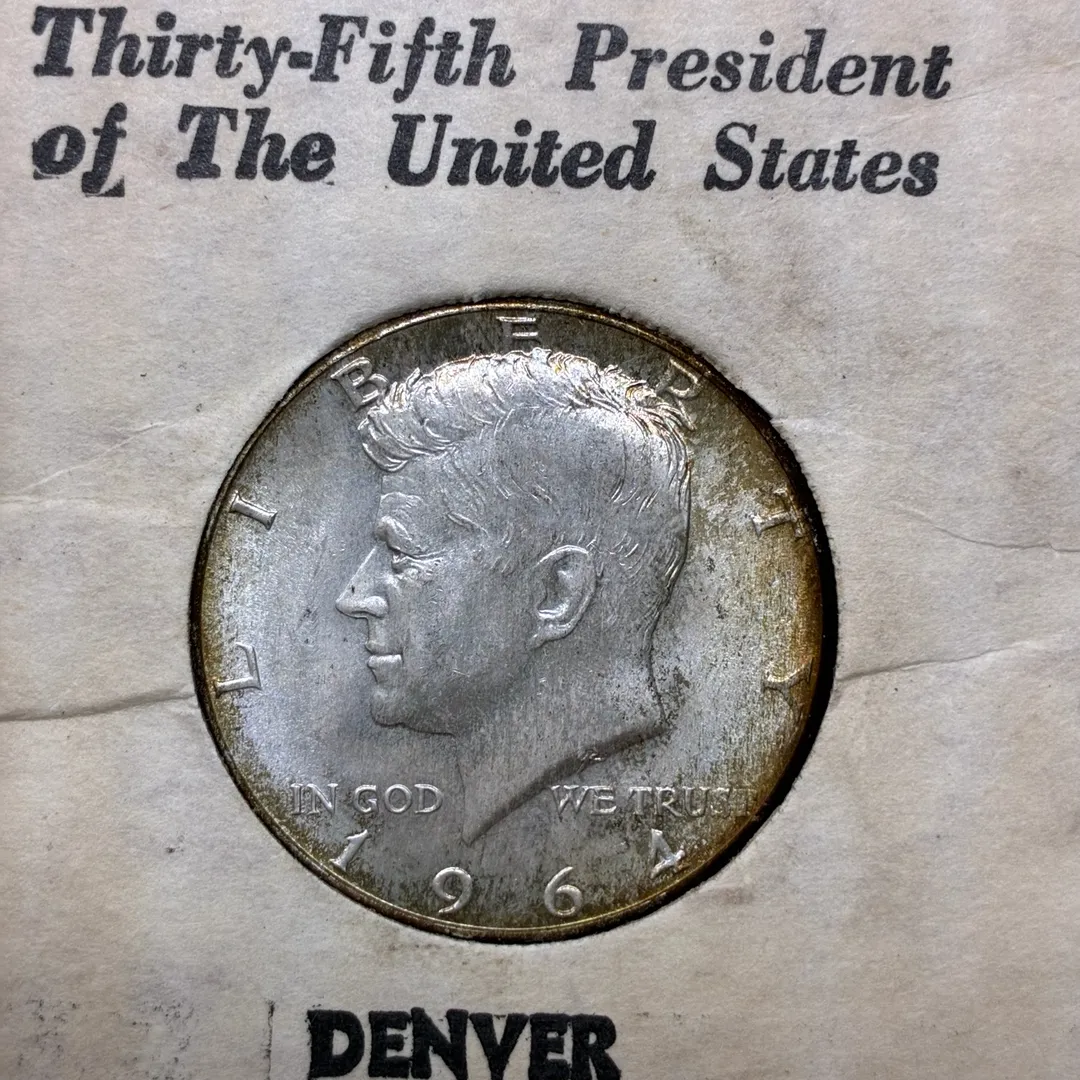 Thirty-Fifth President
of The United States
LIBERTY
IN GOD WE TRUST
1964
DENVER